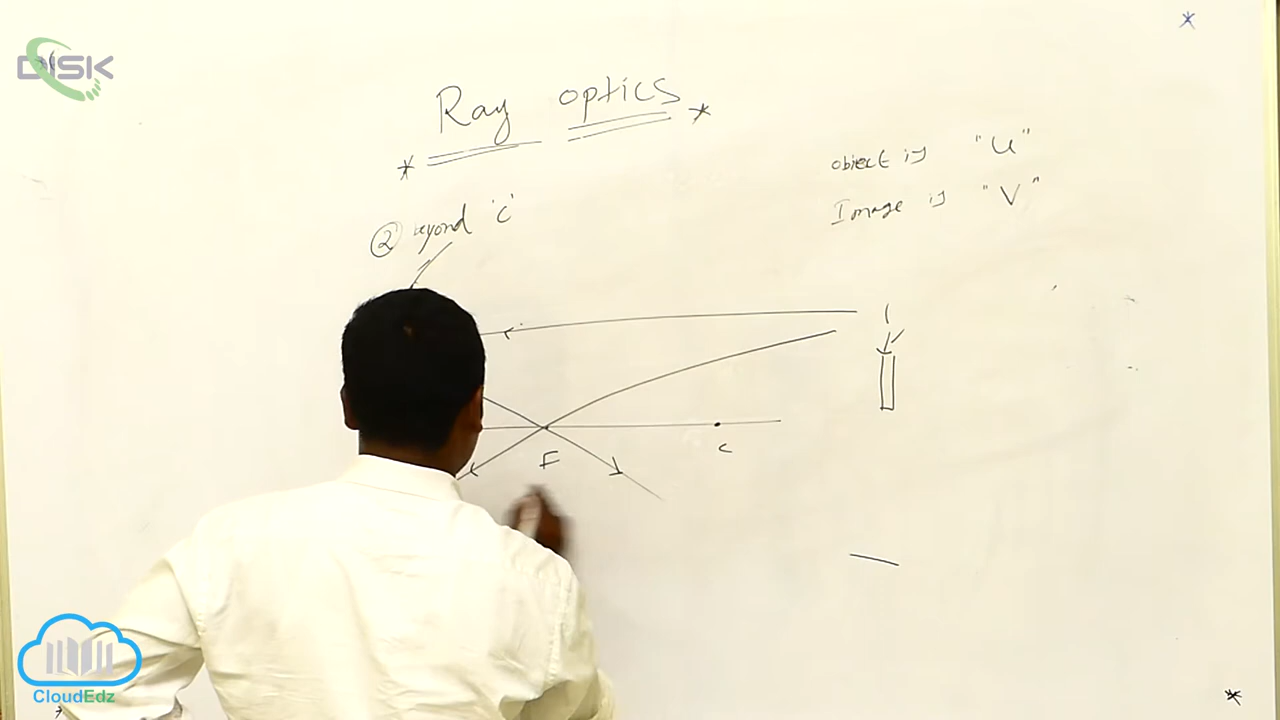 DISK
* Ray optics *
object is "u"
Image is "V"
② beyond 'C'
F
C
CloudEdz